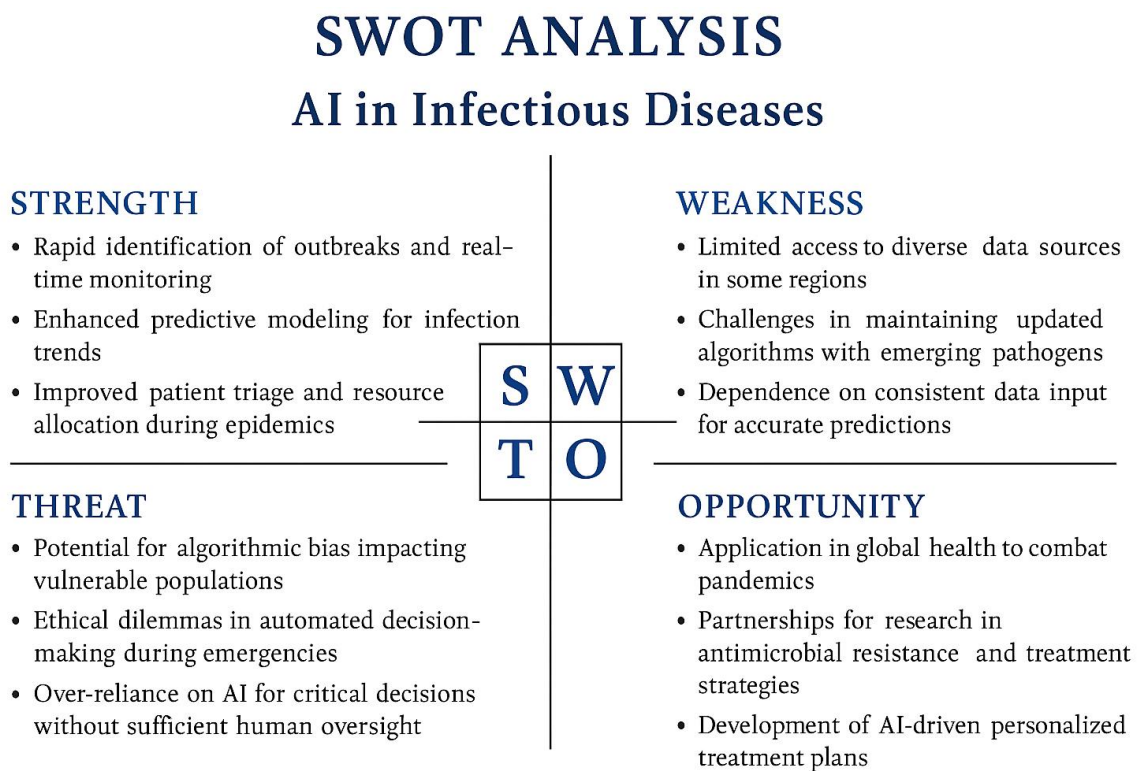 SWOT ANALYSIS
AI in Infectious Diseases
STRENGTH
• Rapid identification of outbreaks and real-
time monitoring
• Enhanced predictive modeling for infection
trends
• Improved patient triage and resource
allocation during epidemics
WEAKNESS
• Limited access to diverse data sources
in some regions
• Challenges in maintaining updated
algorithms with emerging pathogens
• Dependence on consistent data input
for accurate predictions
S W
T O
THREAT
• Potential for algorithmic bias impacting
vulnerable populations
• Ethical dilemmas in automated decision-
making during emergencies
• Over-reliance on AI for critical decisions
without sufficient human oversight
OPPORTUNITY
• Application in global health to combat
pandemics
• Partnerships for research in
antimicrobial resistance and treatment
strategies
• Development of AI-driven personalized
treatment plans